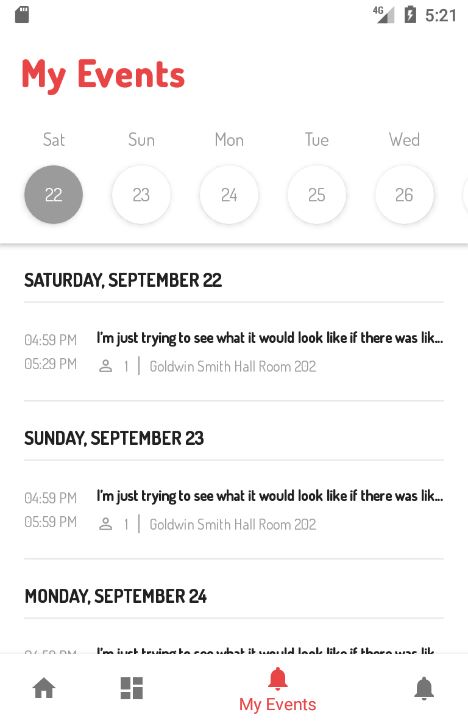 4G 5:21
My Events
Sat Sun Mon Tue Wed
22 23 24 25 26
SATURDAY, SEPTEMBER 22
04:59 PM I'm just trying to see what it would look like if there was lik...
05:29 PM 1 Goldwin Smith Hall Room 202
SUNDAY, SEPTEMBER 23
04:59 PM I'm just trying to see what it would look like if there was lik...
05:59 PM 1 Goldwin Smith Hall Room 202
MONDAY, SEPTEMBER 24
04:59 PM I'm just trying to see what it would look like if there was lik...
My Events